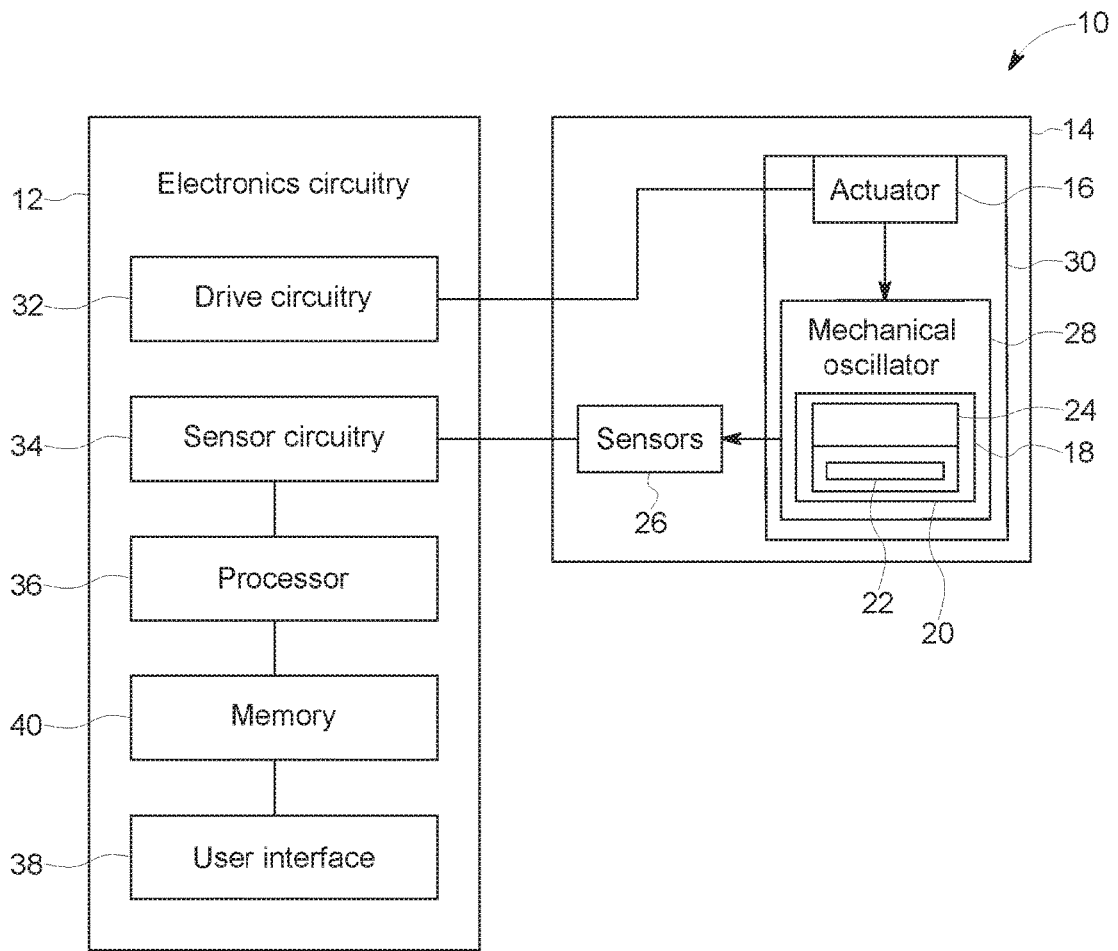 10
14
12
Electronics circuitry
Actuator
16
30
32
Drive circuitry
Mechanical
oscillator
28
24
34
Sensor circuitry
Sensors
18
26
22
20
36
Processor
40
Memory
38
User interface